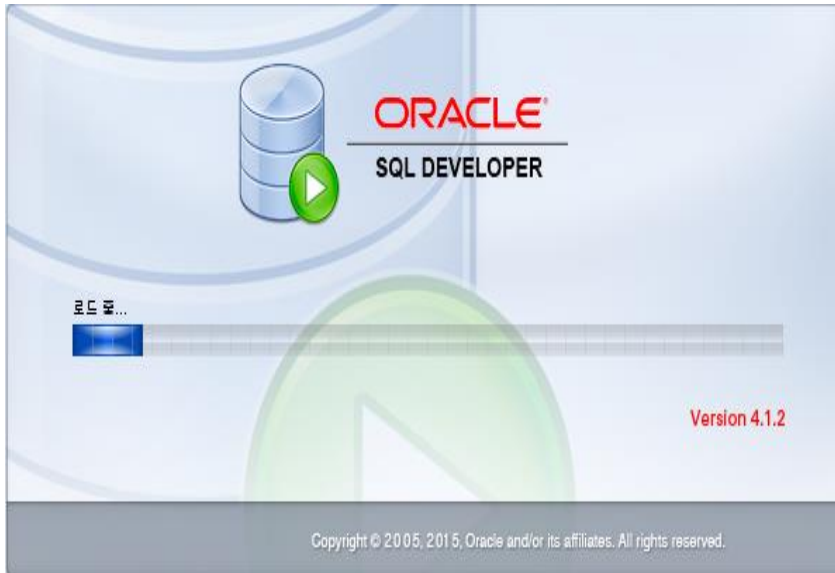 ORACLE®
SQL DEVELOPER
로드 중...
Version 4.1.2
Copyright © 2005, 2015, Oracle and/or its affiliates. All rights reserved.